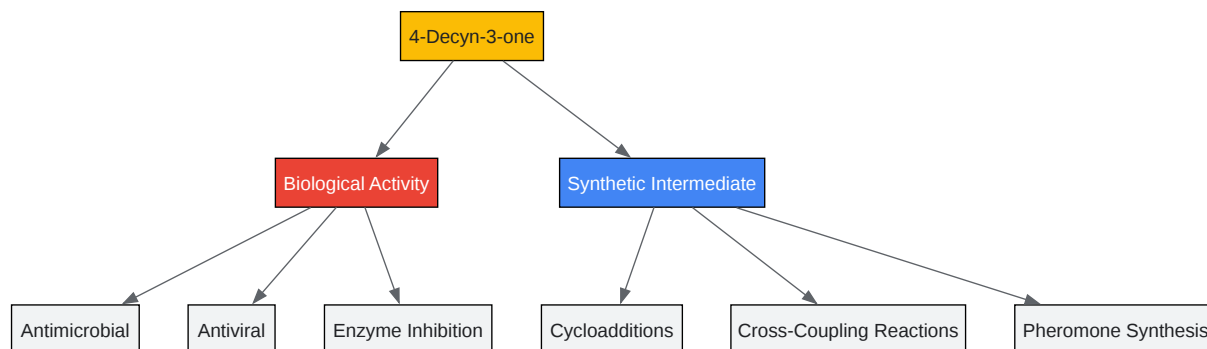 4-Decyn-3-one
Biological Activity
Synthetic Intermediate
Antimicrobial
Antiviral
Enzyme Inhibition
Cycloadditions
Cross-Coupling Reactions
Pheromone Synthesis